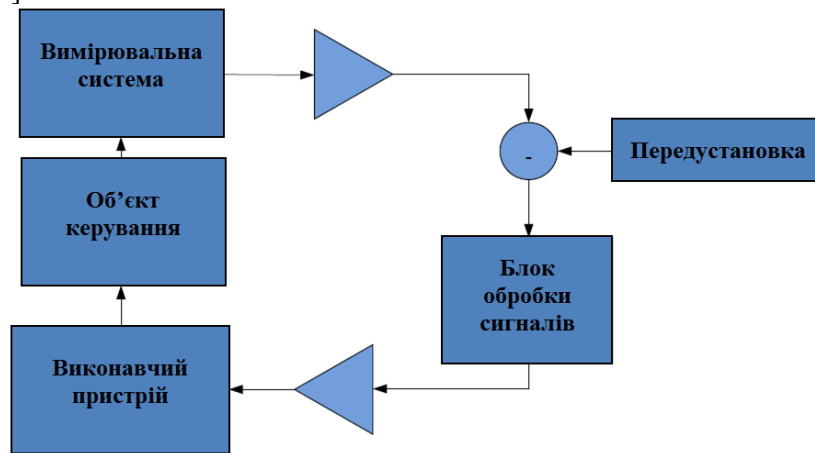 ]
Вимірювальна
система
-
Передустановка
Об’єкт
керування
Блок
обробки
сигналів
Виконавчий
пристрій